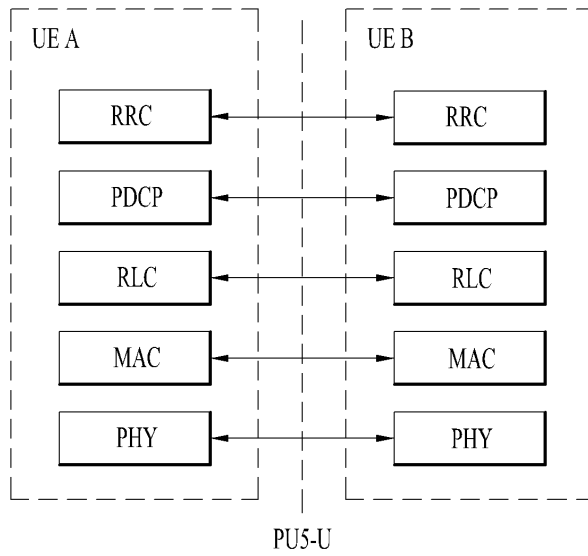 UE A UE B
RRC RRC
PDCP PDCP
RLC RLC
MAC MAC
PHY PHY
PU5-U